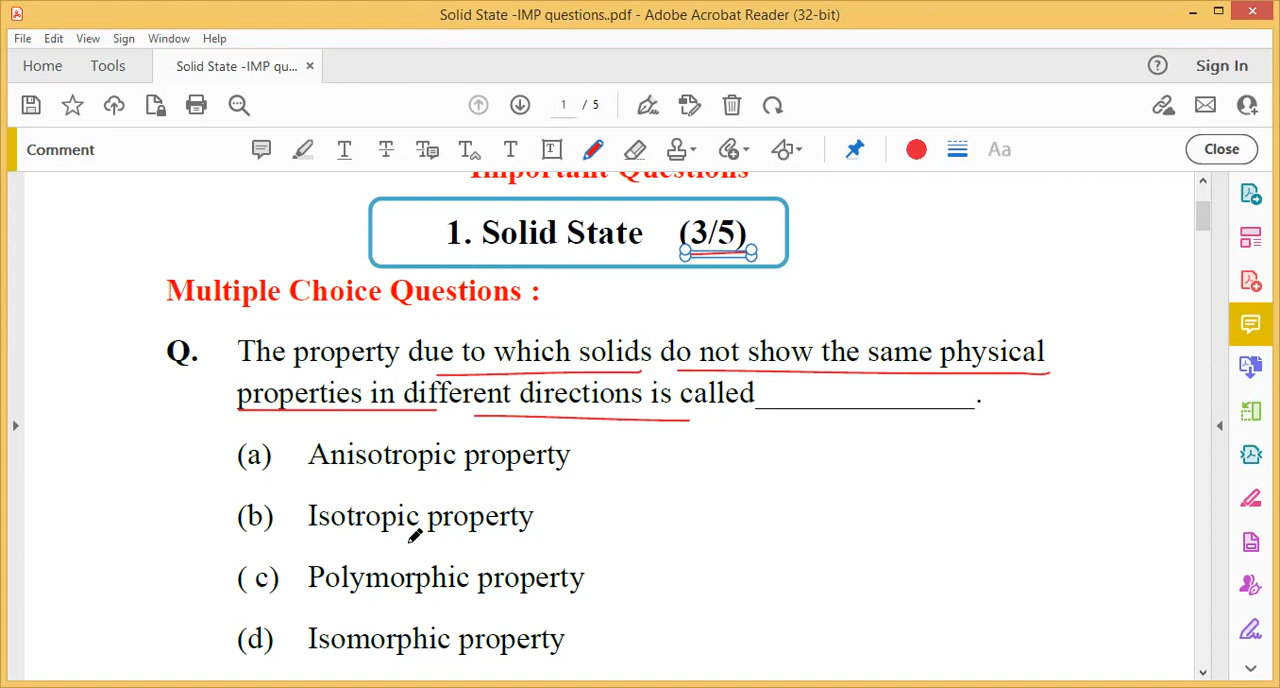 Solid State -IMP questions..pdf - Adobe Acrobat Reader (32-bit)
File Edit View Sign Window Help
Home Tools Solid State -IMP qu... × Sign In
1 / 5
Comment Aa Close
Important Questions
1. Solid State (3/5)
Multiple Choice Questions :
Q. The property due to which solids do not show the same physical
properties in different directions is called_______________.
(a) Anisotropic property
(b) Isotropic property
( c) Polymorphic property
(d) Isomorphic property